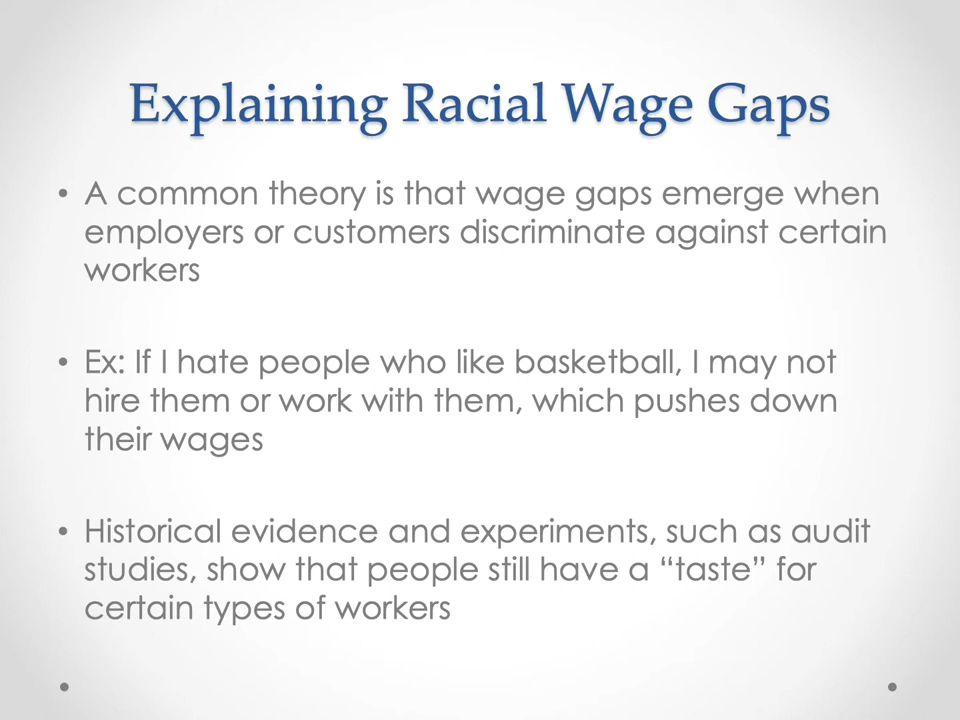 Explaining Racial Wage Gaps
• A common theory is that wage gaps emerge when
employers or customers discriminate against certain
workers
• Ex: If I hate people who like basketball, I may not
hire them or work with them, which pushes down
their wages
• Historical evidence and experiments, such as audit
studies, show that people still have a “taste” for
certain types of workers